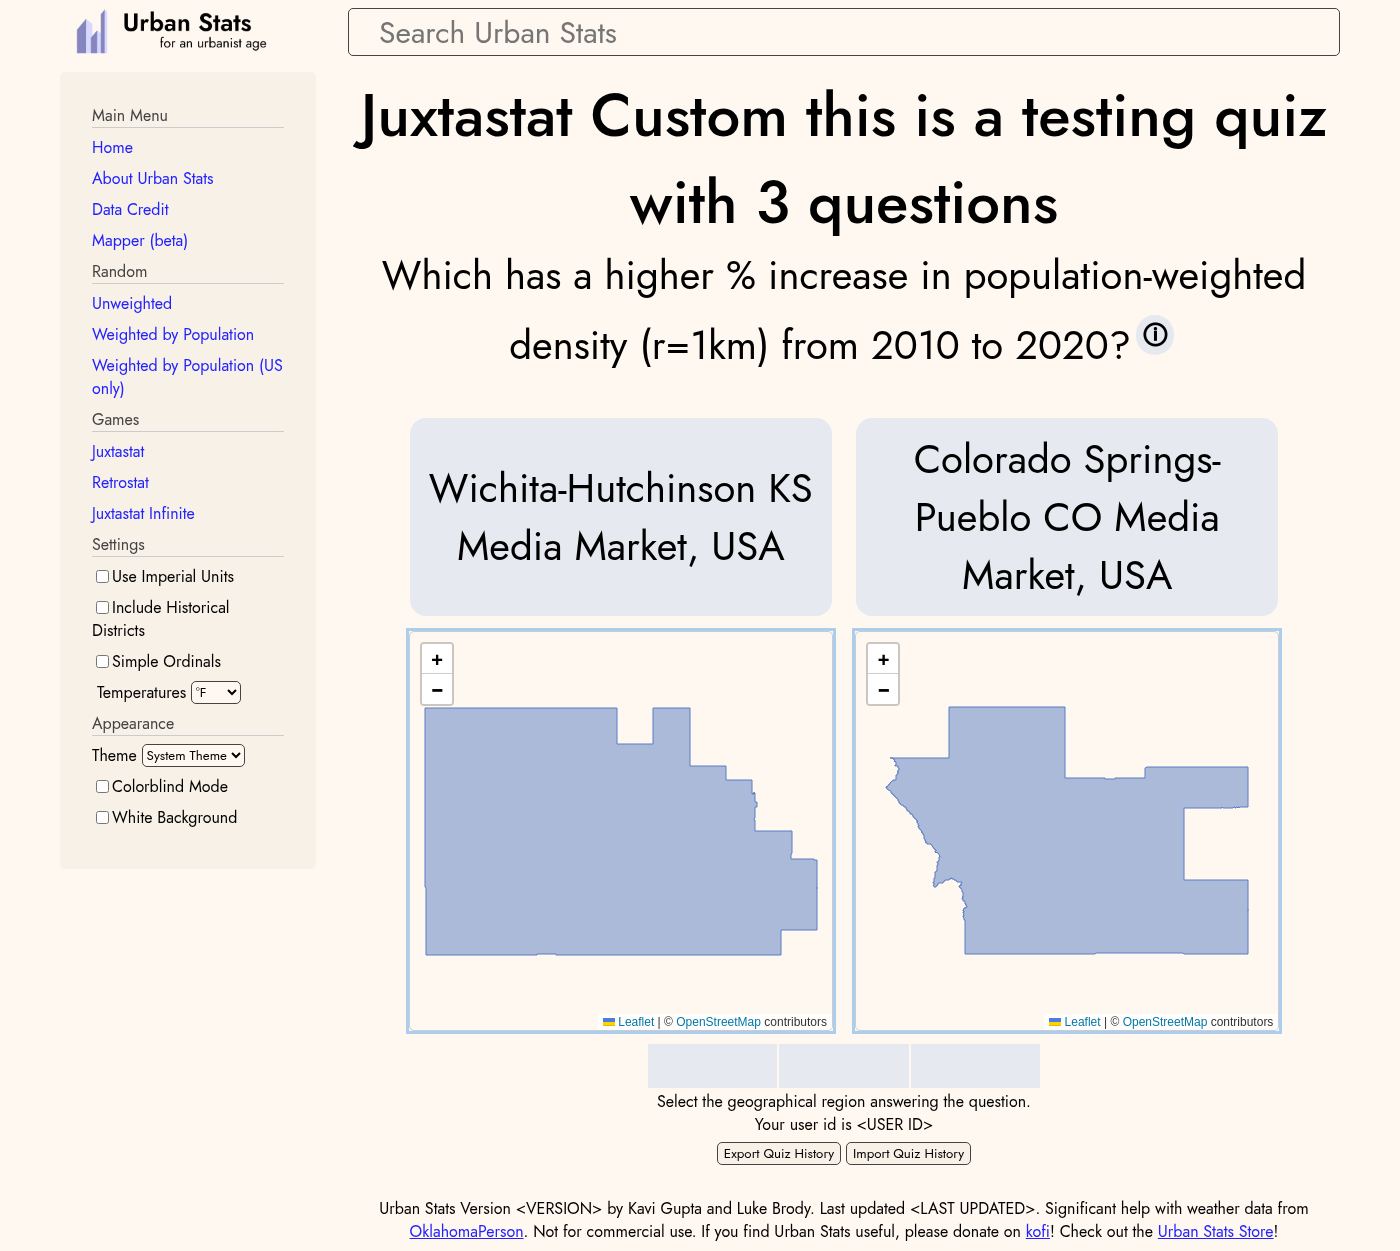 Urban Stats
for an urbanist age
Search Urban Stats
Main Menu
Home
About Urban Stats
Data Credit
Mapper (beta)
Random
Unweighted
Weighted by Population
Weighted by Population (US
only)
Games
Juxtastat
Retrostat
Juxtastat Infinite
Settings
Use Imperial Units
Include Historical
Districts
Simple Ordinals
Temperatures °F
Appearance
Theme System Theme
Colorblind Mode
White Background
Juxtastat Custom this is a testing quiz
with 3 questions
Which has a higher % increase in population-weighted
density (r=1km) from 2010 to 2020?
Wichita-Hutchinson KS
Media Market, USA
Colorado Springs-
Pueblo CO Media
Market, USA
+
−
Leaflet | © OpenStreetMap contributors
+
−
Leaflet | © OpenStreetMap contributors
Select the geographical region answering the question.
Your user id is <USER ID>
Export Quiz History Import Quiz History
Urban Stats Version <VERSION> by Kavi Gupta and Luke Brody. Last updated <LAST UPDATED>. Significant help with weather data from
OklahomaPerson. Not for commercial use. If you find Urban Stats useful, please donate on kofi! Check out the Urban Stats Store!